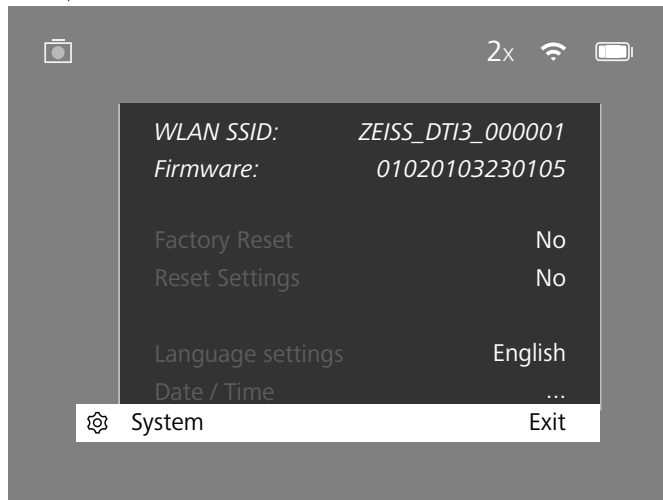 2x
WLAN SSID: ZEISS_DTI3_000001
Firmware: 01020103230105
Factory Reset No
Reset Settings No
Language settings English
Date / Time ...
System Exit